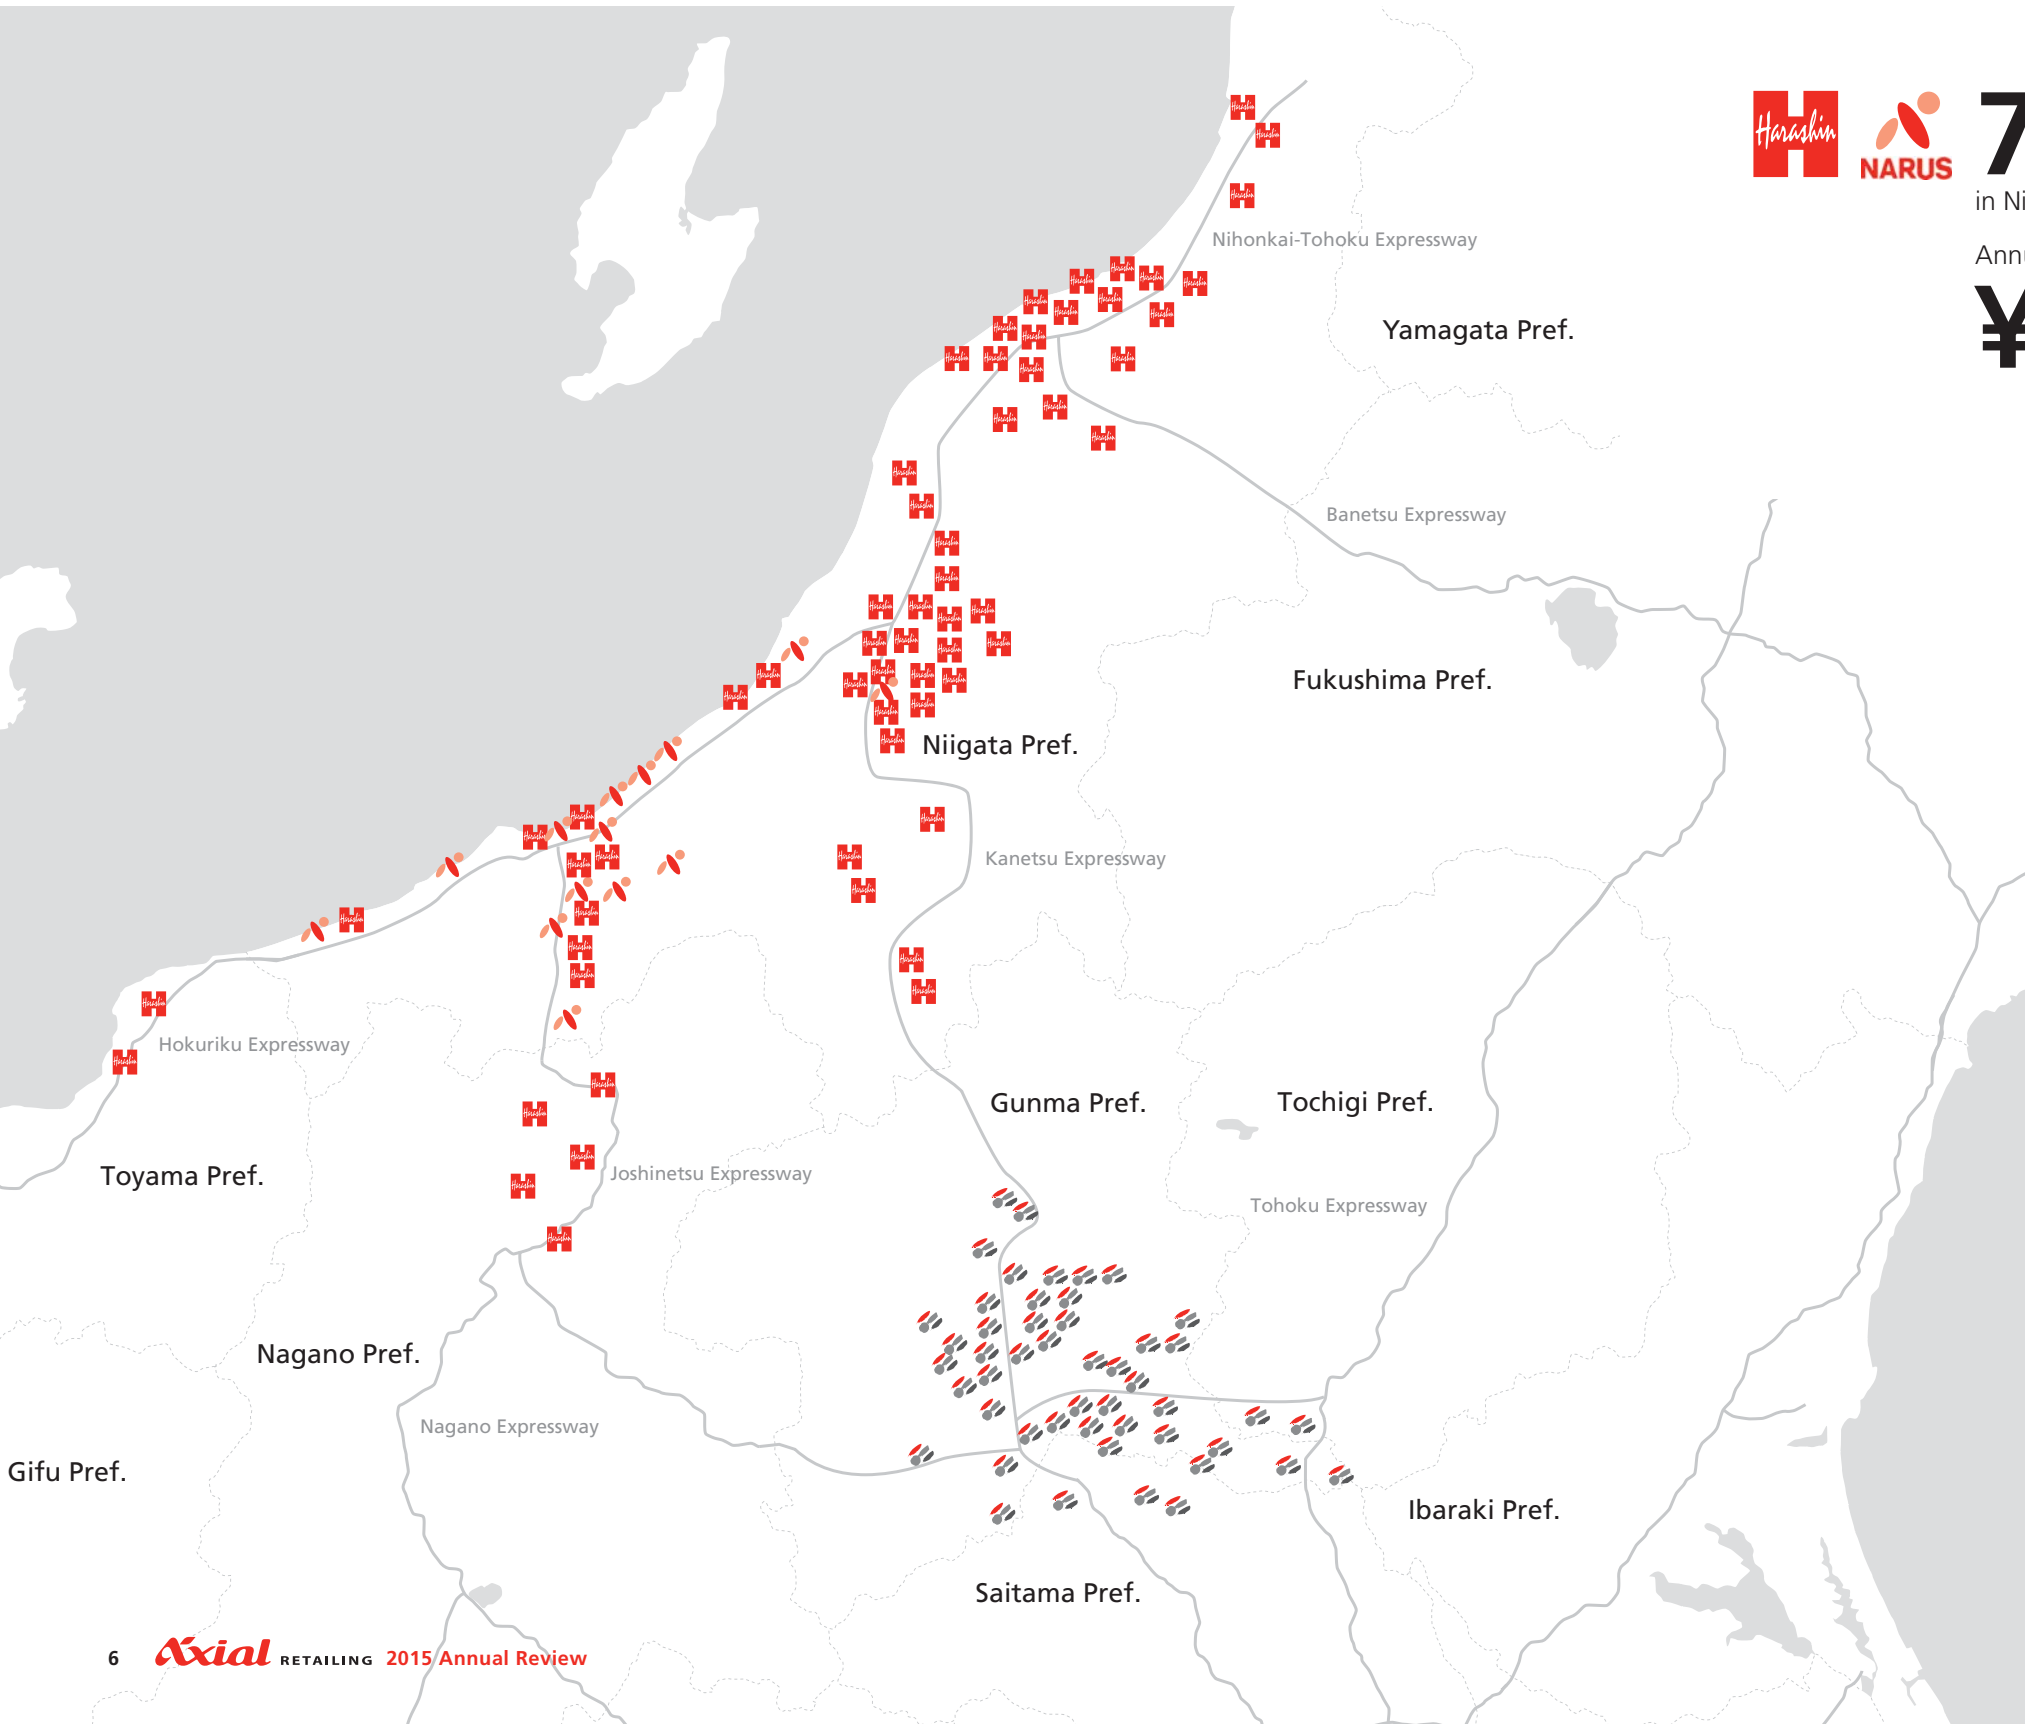 Harashin
NARUS
7
in Ni
Ann
¥
Nihonkai-Tohoku Expressway
Yamagata Pref.
Banetsu Expressway
Fukushima Pref.
Niigata Pref.
Kanetsu Expressway
Hokuriku Expressway
Gunma Pref.
Tochigi Pref.
Toyama Pref.
Joshinetsu Expressway
Tohoku Expressway
Nagano Pref.
Nagano Expressway
Gifu Pref.
Ibaraki Pref.
Saitama Pref.
6 Axial RETAILING 2015 Annual Review